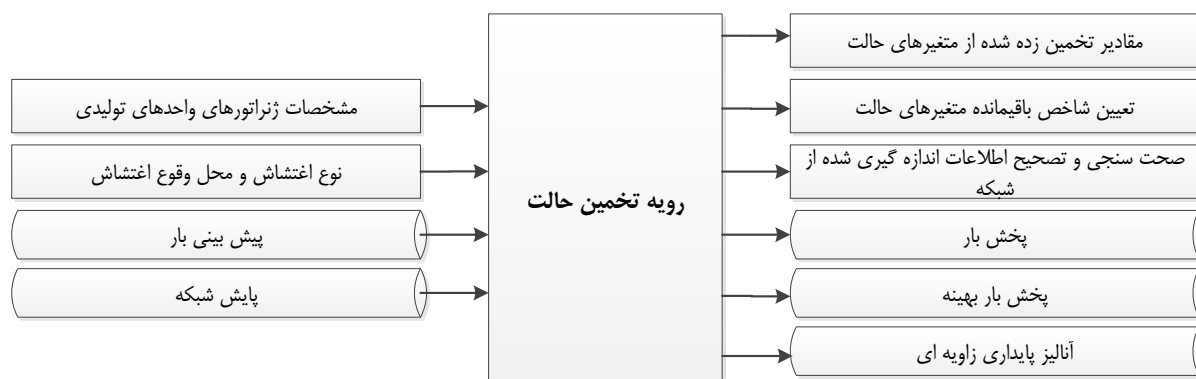 مقادیر تخمین زده شده از متغیرهای حالت
تعیین شاخص باقیمانده متغیرهای حالت
صحت سنجی و تصحیح اطلاعات اندازه گیری شده از
شبکه
پخش بار
پخش بار بهینه
آنالیز پایداری زاویه ای
رویه تخمین حالت
مشخصات ژنراتورهای واحدهای تولیدی
نوع اغتشاش و محل وقوع اغتشاش
پیش بینی بار
پایش شبکه